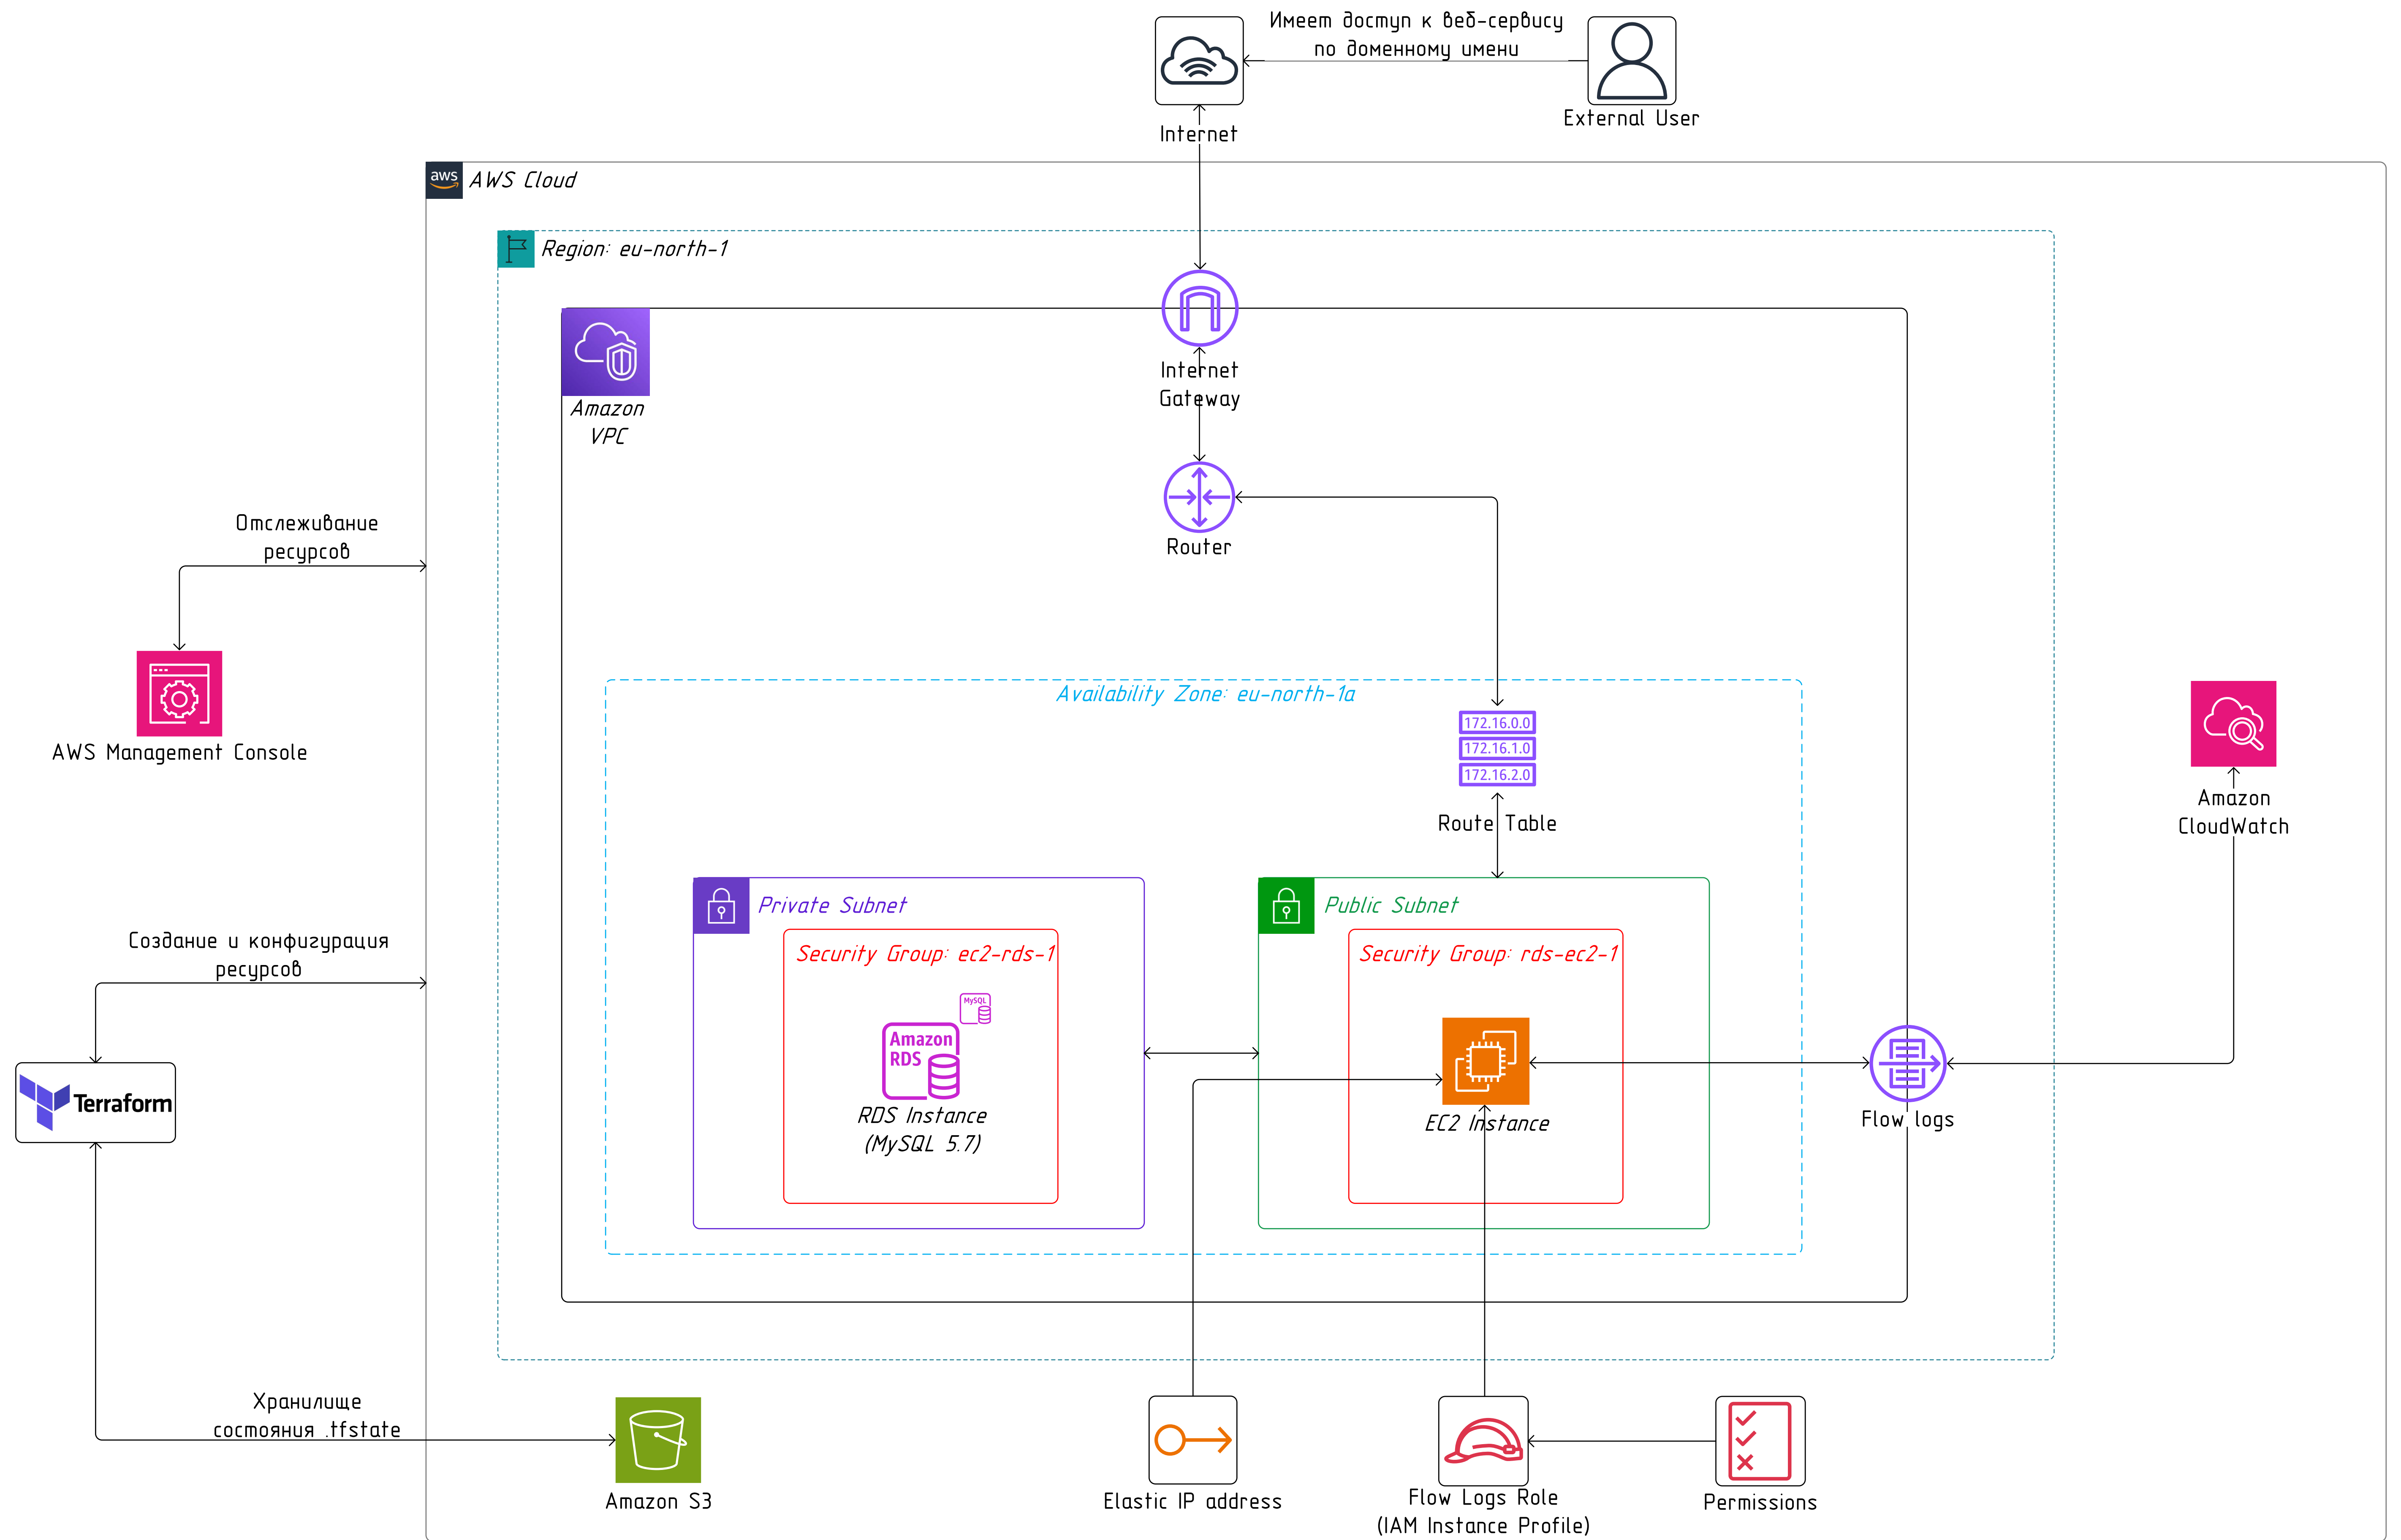 Имеет доступ к веб-сервису
по доменному имени
External User
Internet
aws
AWS Cloud
Region: eu-north-1
Internet
Gateway
Amazon
VPC
Router
Отслеживание
ресурсов
AWS Management Console
Availability Zone: eu-north-1a
172.16.0.0
172.16.1.0
172.16.2.0
Route Table
Amazon
CloudWatch
Private Subnet
Security Group: ec2-rds-1
MySQL
Amazon
RDS
RDS Instance
(MySQL 5.7)
Public Subnet
Security Group: rds-ec2-1
EC2 Instance
Flow logs
Создание и конфигурация
ресурсов
Terraform
Хранилище
состояния .tfstate
Amazon S3
Elastic IP address
Flow Logs Role
(IAM Instance Profile)
Permissions